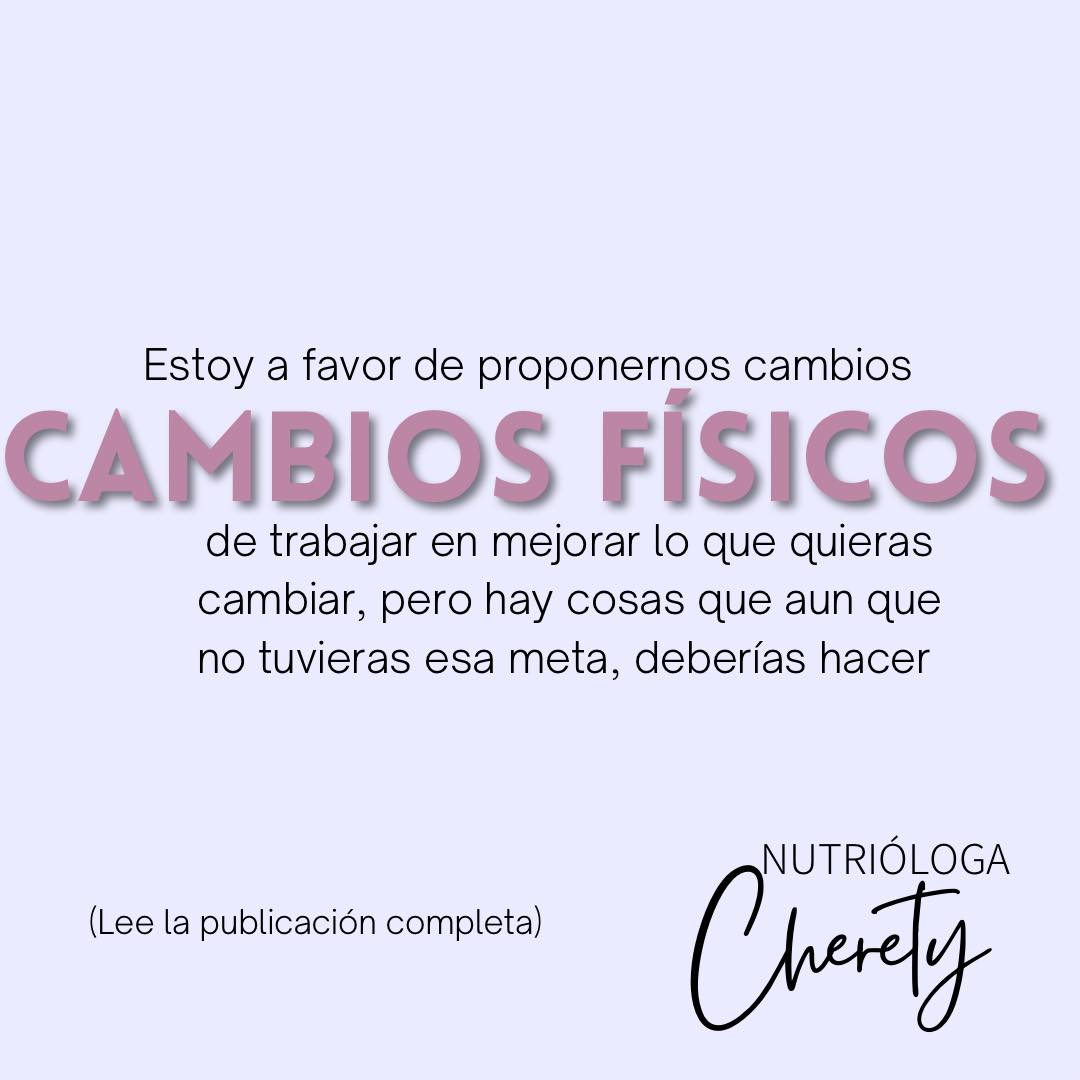 Estoy a favor de proponernos cambios
CAMBIOS FÍSICOS
de trabajar en mejorar lo que quieras
cambiar, pero hay cosas que aun que
no tuvieras esa meta, deberías hacer
NUTRIÓLOGA
Cherety
(Lee la publicación completa)